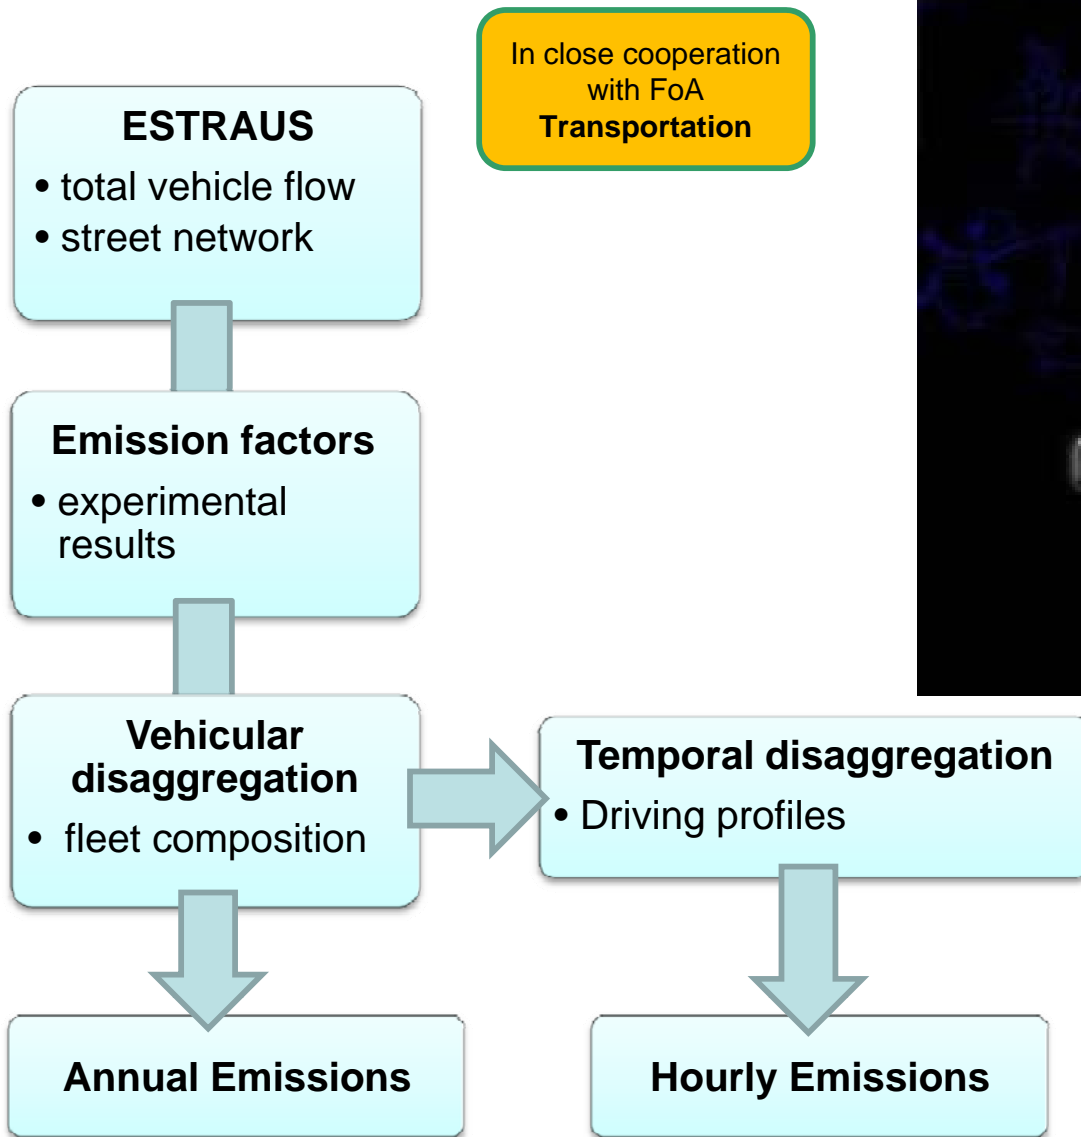 In close cooperation
with FoA
Transportation
ESTRAUS
• total vehicle flow
• street network
Emission factors
• experimental
results
Vehicular
disaggregation
• fleet composition
Temporal disaggregation
• Driving profiles
Annual Emissions
Hourly Emissions